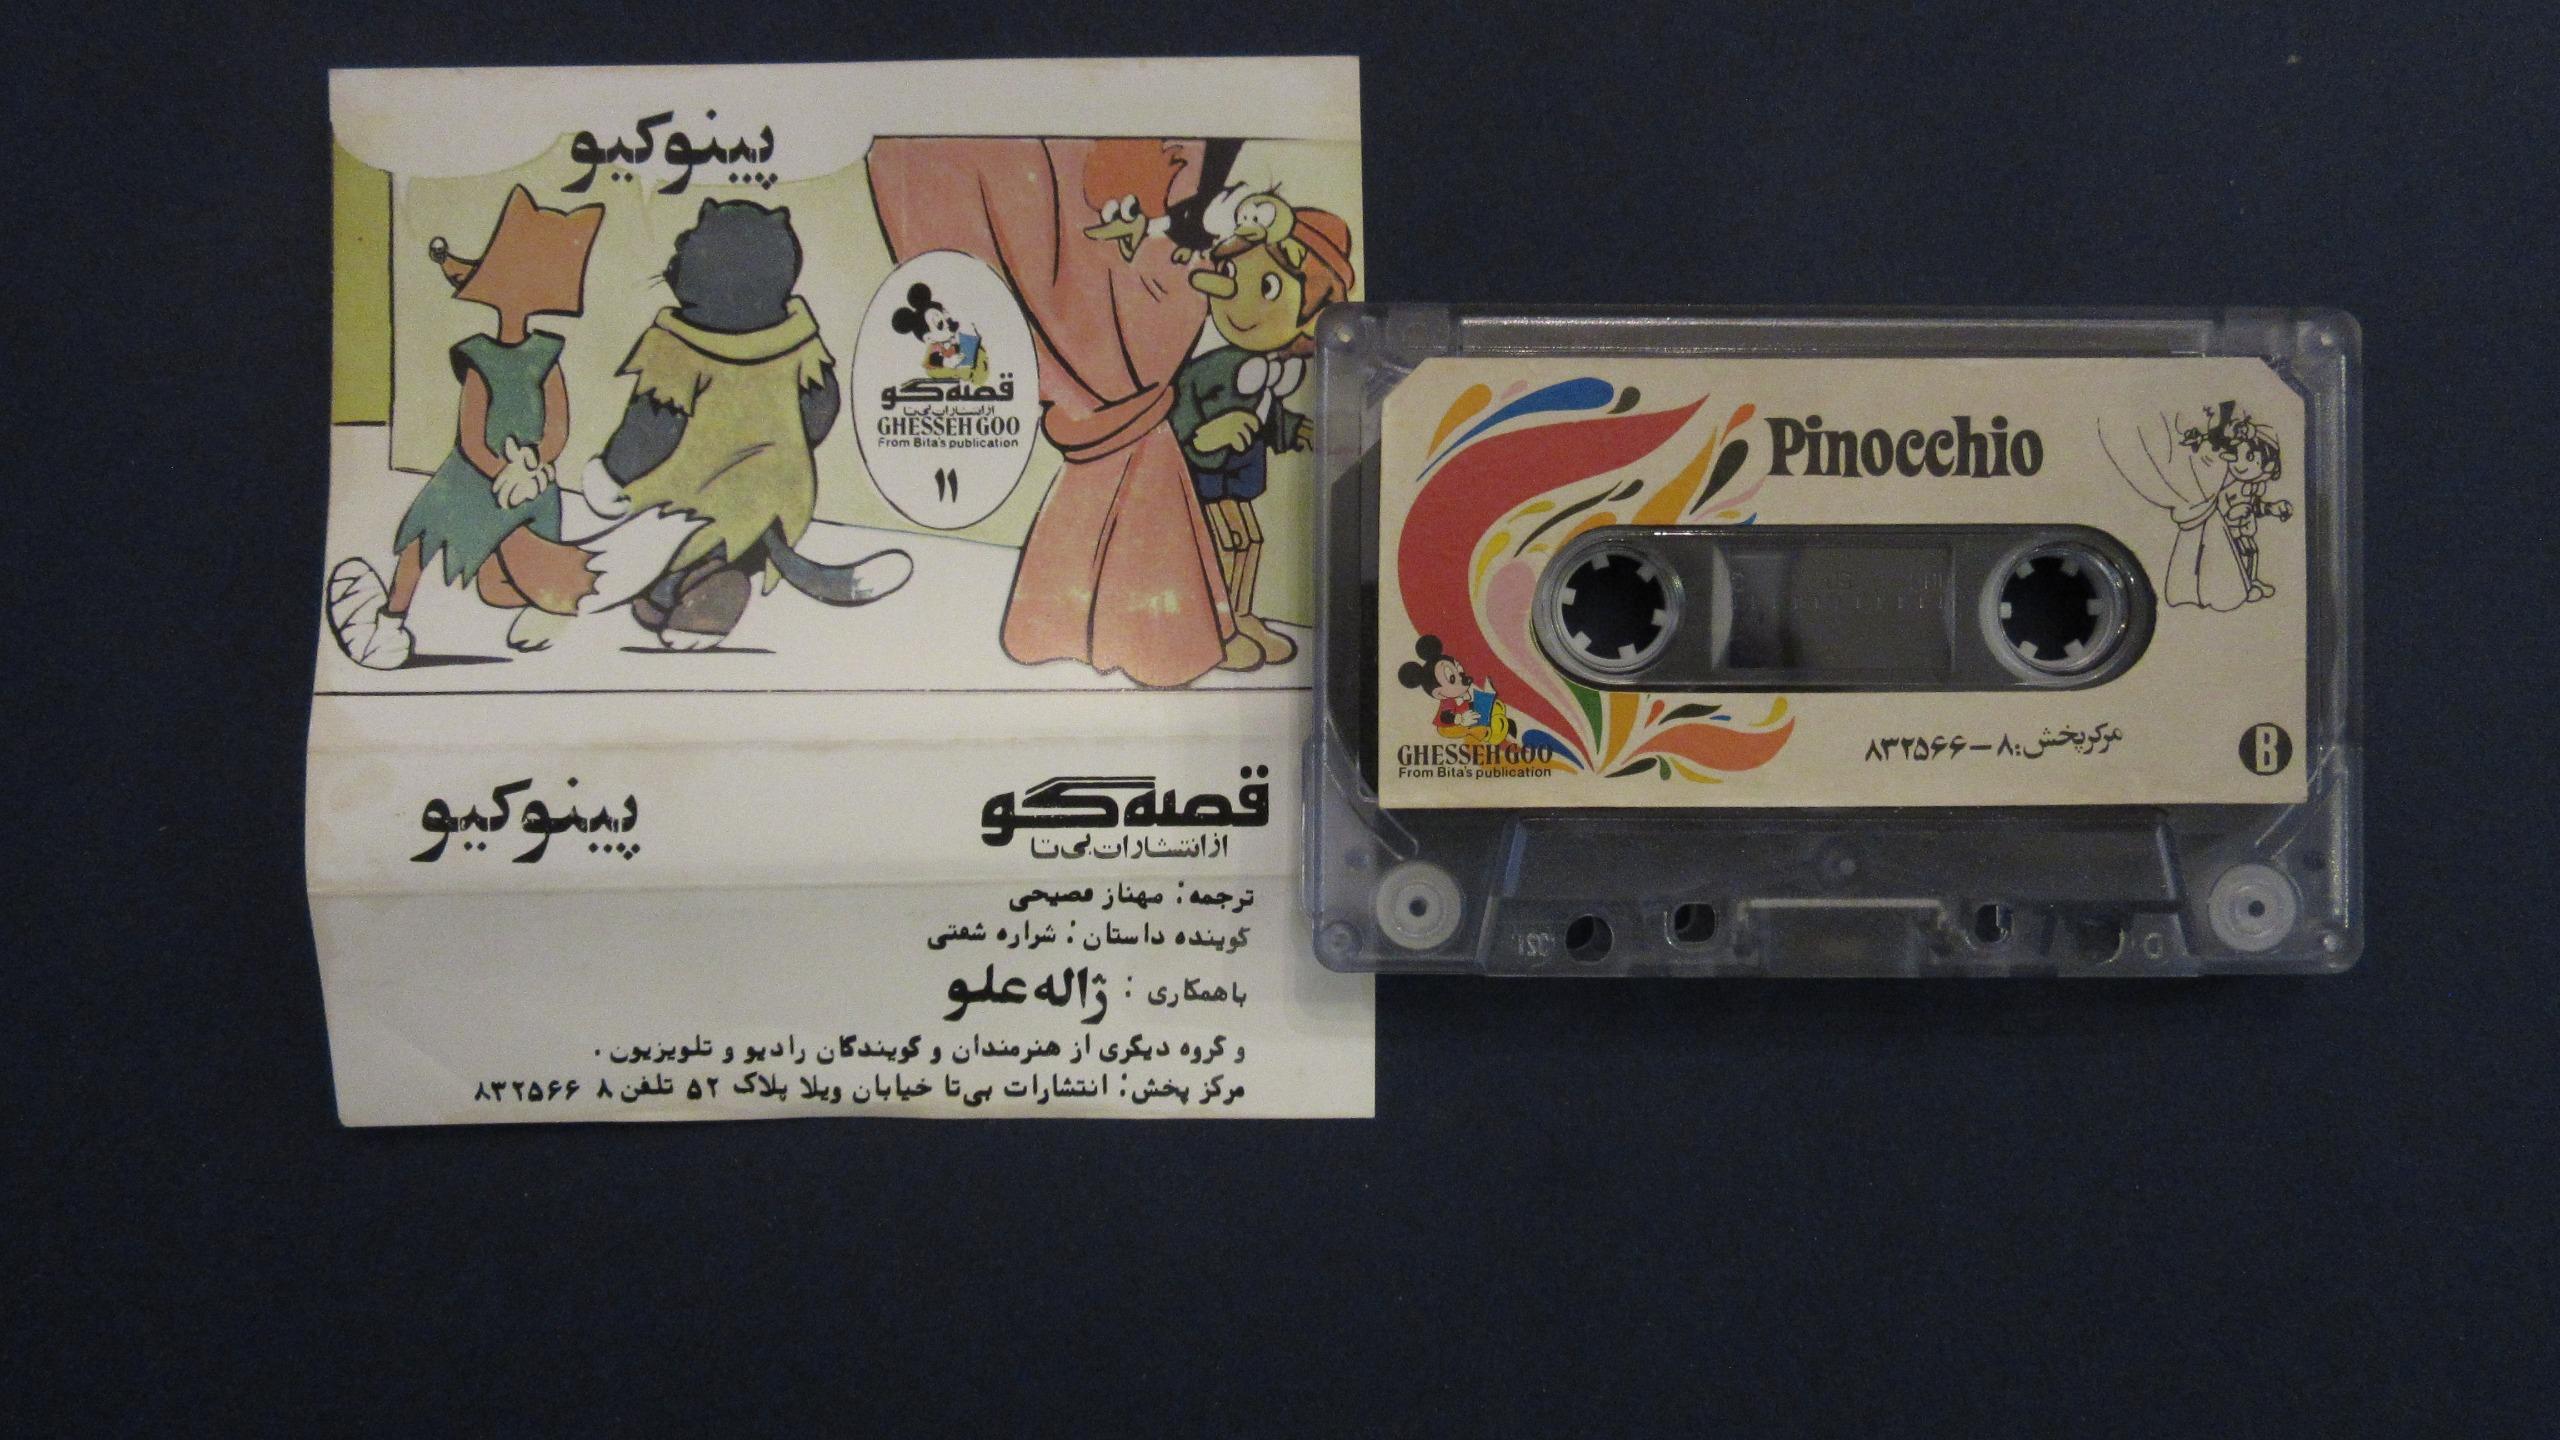 پینوکیو
قصه‌گو
از انتشارات بی‌تا
GHESSEH GOO
From Bita's publication
۱۱
پینوکیو
قصه‌گو
از انتشارات بی‌تا
ترجمه: مهناز فصیحی
گوینده داستان: شراره شفتی
باهمکاری: ژاله علو
و گروه دیگری از هنرمندان و گویندگان رادیو و تلویزیون.
مرکز پخش: انتشارات بی‌تا خیابان ویلا پلاک ۵۲ تلفن ۸ ۸۳۲۵۶۶
Pinocchio
GHESSEH GOO
From Bita's publication
مرکز پخش: ۸ – ۸۳۲۵۶۶
B